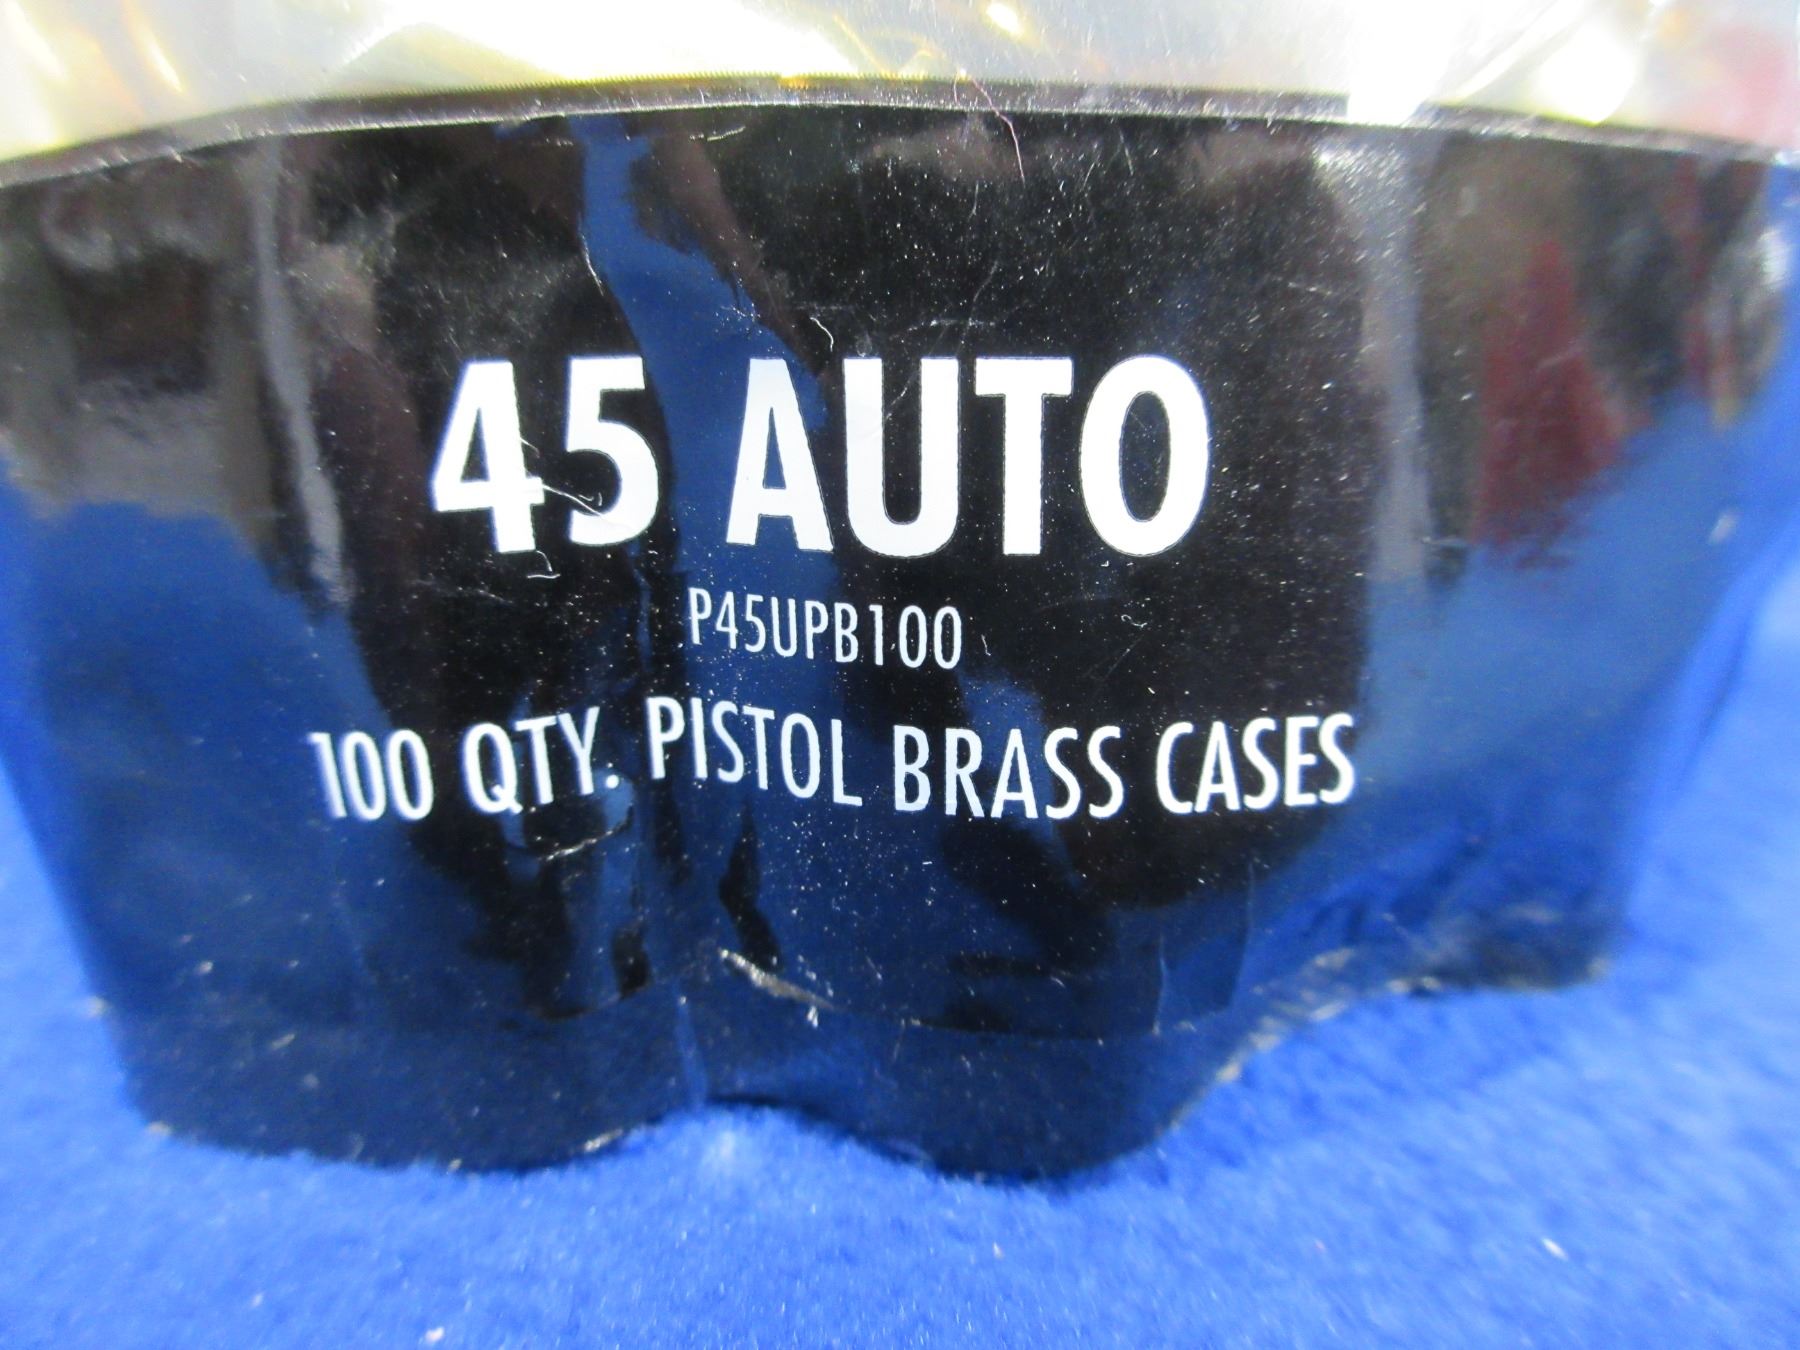 45 AUTO
P45UPB100
100 QTY. PISTOL BRASS CASES